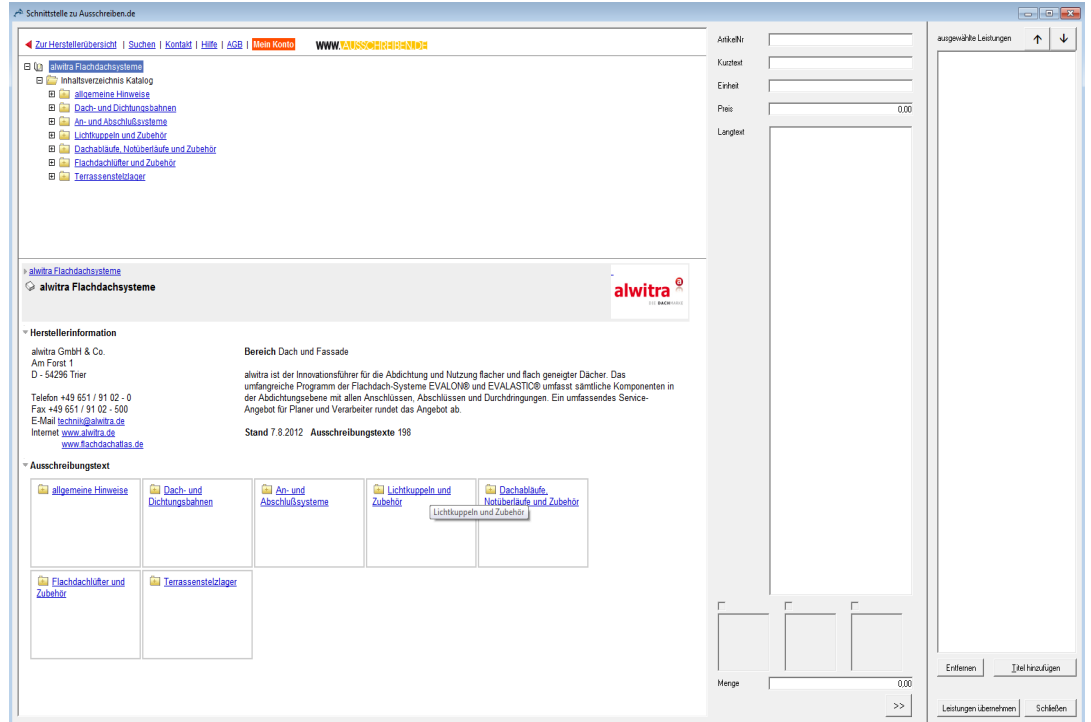 Schnittstelle zu Ausschreiben.de
Zur Herstellerübersicht | Suchen | Kontakt | Hilfe | AGB | Mein Konto WWW.AUSSCHREIBEN.DE
alwitra Flachdachsysteme
Inhaltsverzeichnis Katalog
allgemeine Hinweise
Dach- und Dichtungsbahnen
An- und Abschlußsysteme
Lichtkuppeln und Zubehör
Dachabläufe, Notüberläufe und Zubehör
Flachdachlüfter und Zubehör
Terrassenstelzlager
alwitra Flachdachsysteme
alwitra Flachdachsysteme
alwitra
DIE DACHMARKE
Herstellerinformation
alwitra GmbH & Co.
Am Forst 1
D - 54296 Trier
Telefon +49 651 / 91 02 - 0
Fax +49 651 / 91 02 - 500
E-Mail technik@alwitra.de
Internet www.alwitra.de
www.flachdachatlas.de
Bereich Dach und Fassade
alwitra ist der Innovationsführer für die Abdichtung und Nutzung flacher und flach geneigter Dächer. Das
umfangreiche Programm der Flachdach-Systeme EVALON® und EVALASTIC® umfasst sämtliche Komponenten in
der Abdichtungsebene mit allen Anschlüssen, Abschlüssen und Durchdringungen. Ein umfassendes Service-
Angebot für Planer und Verarbeiter rundet das Angebot ab.
Stand 7.8.2012 Ausschreibungstexte 198
Ausschreibungstext
allgemeine Hinweise
Dach- und
Dichtungsbahnen
An- und
Abschlußsysteme
Lichtkuppeln und
Zubehör
Dachabläufe,
Notüberläufe und Zubehör
Lichtkuppeln und Zubehör
Flachdachlüfter und
Zubehör
Terrassenstelzlager
ArtikelNr
Kurztext
Einheit
Preis 0,00
Langtext
Menge 0,00
>>
ausgewählte Leistungen
Entfernen
Titel hinzufügen
Leistungen übernehmen
Schließen